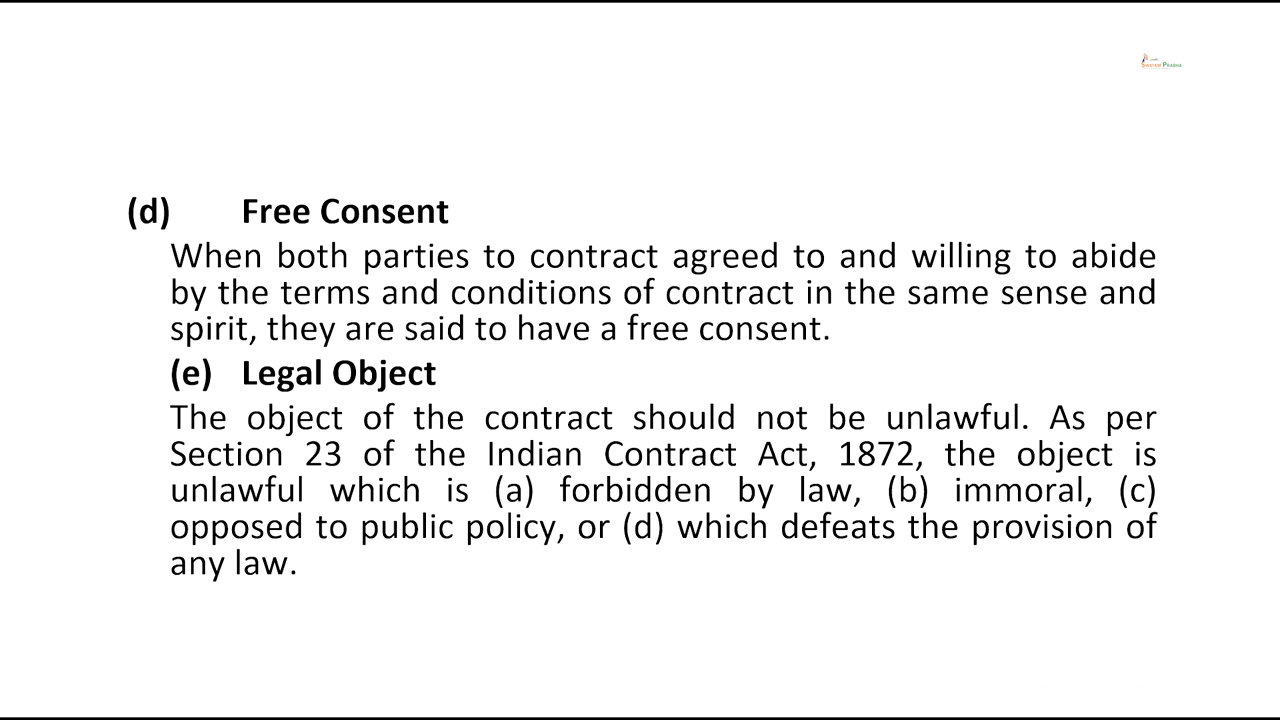 SWAYAM PRABHA
(d) Free Consent
When both parties to contract agreed to and willing to abide
by the terms and conditions of contract in the same sense and
spirit, they are said to have a free consent.
(e) Legal Object
The object of the contract should not be unlawful. As per
Section 23 of the Indian Contract Act, 1872, the object is
unlawful which is (a) forbidden by law, (b) immoral, (c)
opposed to public policy, or (d) which defeats the provision of
any law.